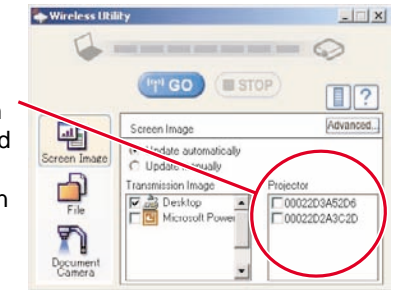 Wireless Utility
GO
STOP
?
Screen Image
Advanced...
Update automatically
Update manually
Transmission Image
Projector
Desktop
Microsoft Power
00022D3A52D6
00022D2A3C2D
Screen Image
File
Document
Camera